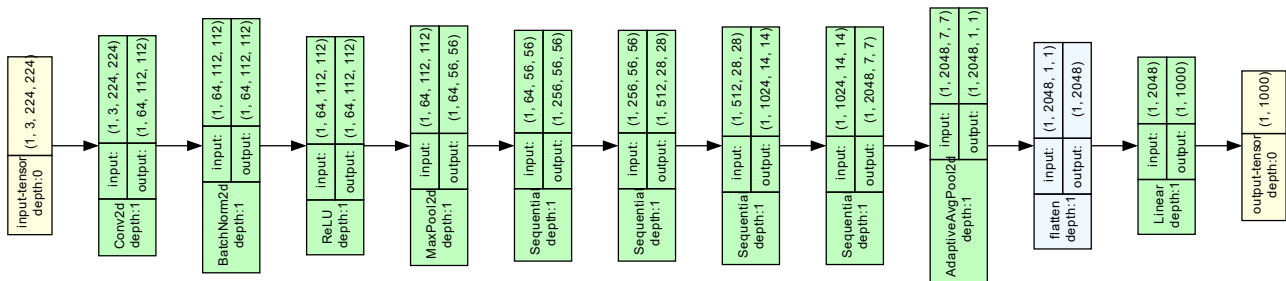 input-tensor
depth:0
(1, 3, 224, 224)
Conv2d
depth:1
input:
(1, 3, 224, 224)
output:
(1, 64, 112, 112)
BatchNorm2d
depth:1
input:
(1, 64, 112, 112)
output:
(1, 64, 112, 112)
ReLU
depth:1
input:
(1, 64, 112, 112)
output:
(1, 64, 112, 112)
MaxPool2d
depth:1
input:
(1, 64, 112, 112)
output:
(1, 64, 56, 56)
Sequential
depth:1
input:
(1, 64, 56, 56)
output:
(1, 256, 56, 56)
Sequential
depth:1
input:
(1, 256, 56, 56)
output:
(1, 512, 28, 28)
Sequential
depth:1
input:
(1, 512, 28, 28)
output:
(1, 1024, 14, 14)
Sequential
depth:1
input:
(1, 1024, 14, 14)
output:
(1, 2048, 7, 7)
AdaptiveAvgPool2d
depth:1
input:
(1, 2048, 7, 7)
output:
(1, 2048, 1, 1)
flatten
depth:1
input:
(1, 2048, 1, 1)
output:
(1, 2048)
Linear
depth:1
input:
(1, 2048)
output:
(1, 1000)
output-tensor
depth:0
(1, 1000)